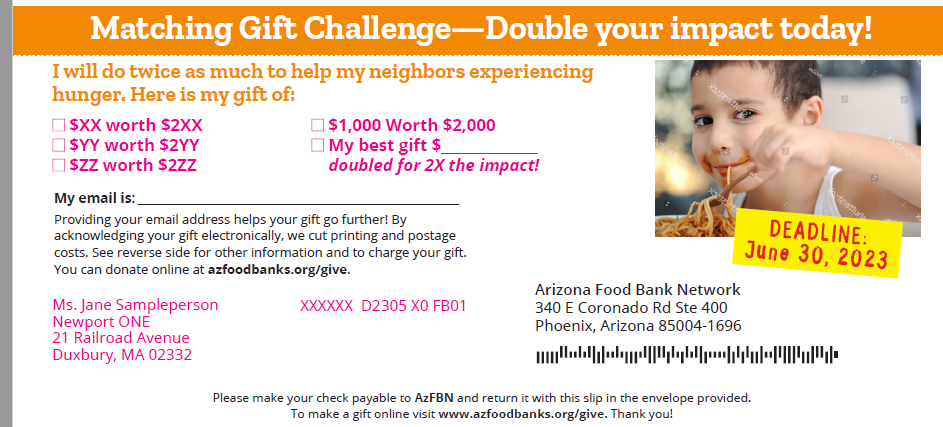 Matching Gift Challenge—Double your impact today!
I will do twice as much to help my neighbors experiencing
hunger. Here is my gift of:
$XX worth $2XX
$YY worth $2YY
$ZZ worth $2ZZ
$1,000 Worth $2,000
My best gift $______________
doubled for 2X the impact!
My email is: ______________________________________________
Providing your email address helps your gift go further! By
acknowledging your gift electronically, we cut printing and postage
costs. See reverse side for other information and to charge your gift.
You can donate online at azfoodbanks.org/give.
DEADLINE:
June 30, 2023
Ms. Jane Sampleperson
Newport ONE
21 Railroad Avenue
Duxbury, MA 02332
XXXXXX D2305 X0 FB01
Arizona Food Bank Network
340 E Coronado Rd Ste 400
Phoenix, Arizona 85004-1696
Please make your check payable to AzFBN and return it with this slip in the envelope provided.
To make a gift online visit www.azfoodbanks.org/give. Thank you!